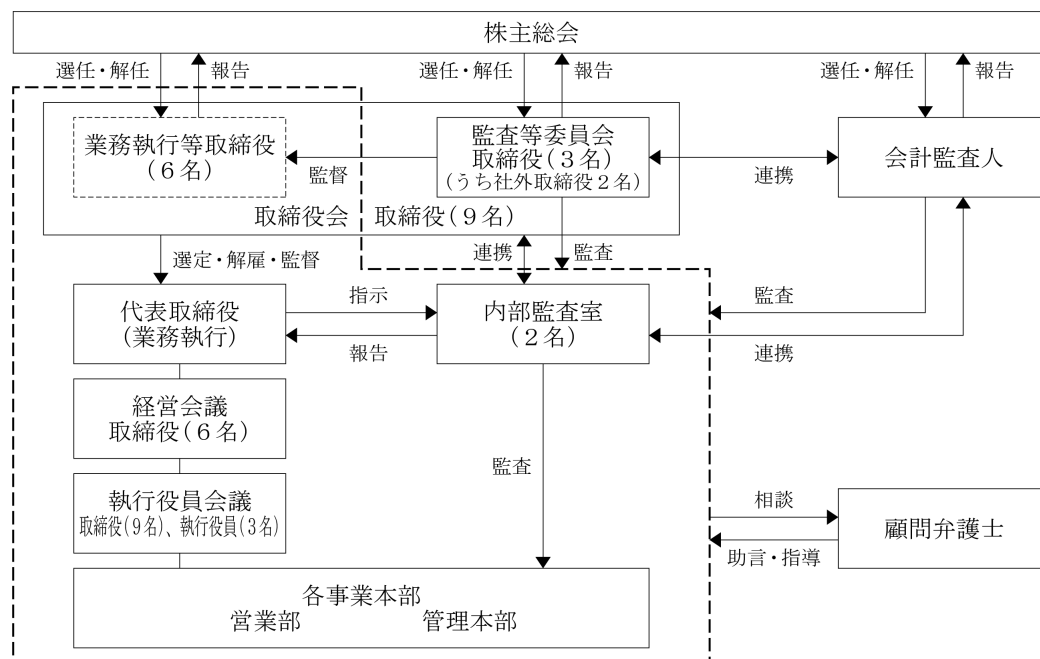 株主総会
選任・解任
報告
選任・解任
報告
選任・解任
報告
業務執行等取締役
(6名)
監督
監査等委員会
取締役(3名)
(うち社外取締役2名)
連携
会計監査人
取締役会 取締役(9名)
選定・解雇・監督
連携
監査
代表取締役
(業務執行)
指示
報告
内部監査室
(2名)
監査
連携
経営会議
取締役(6名)
監査
執行役員会議
取締役(9名)、執行役員(3名)
相談
助言・指導
顧問弁護士
各事業本部
営業部 管理本部